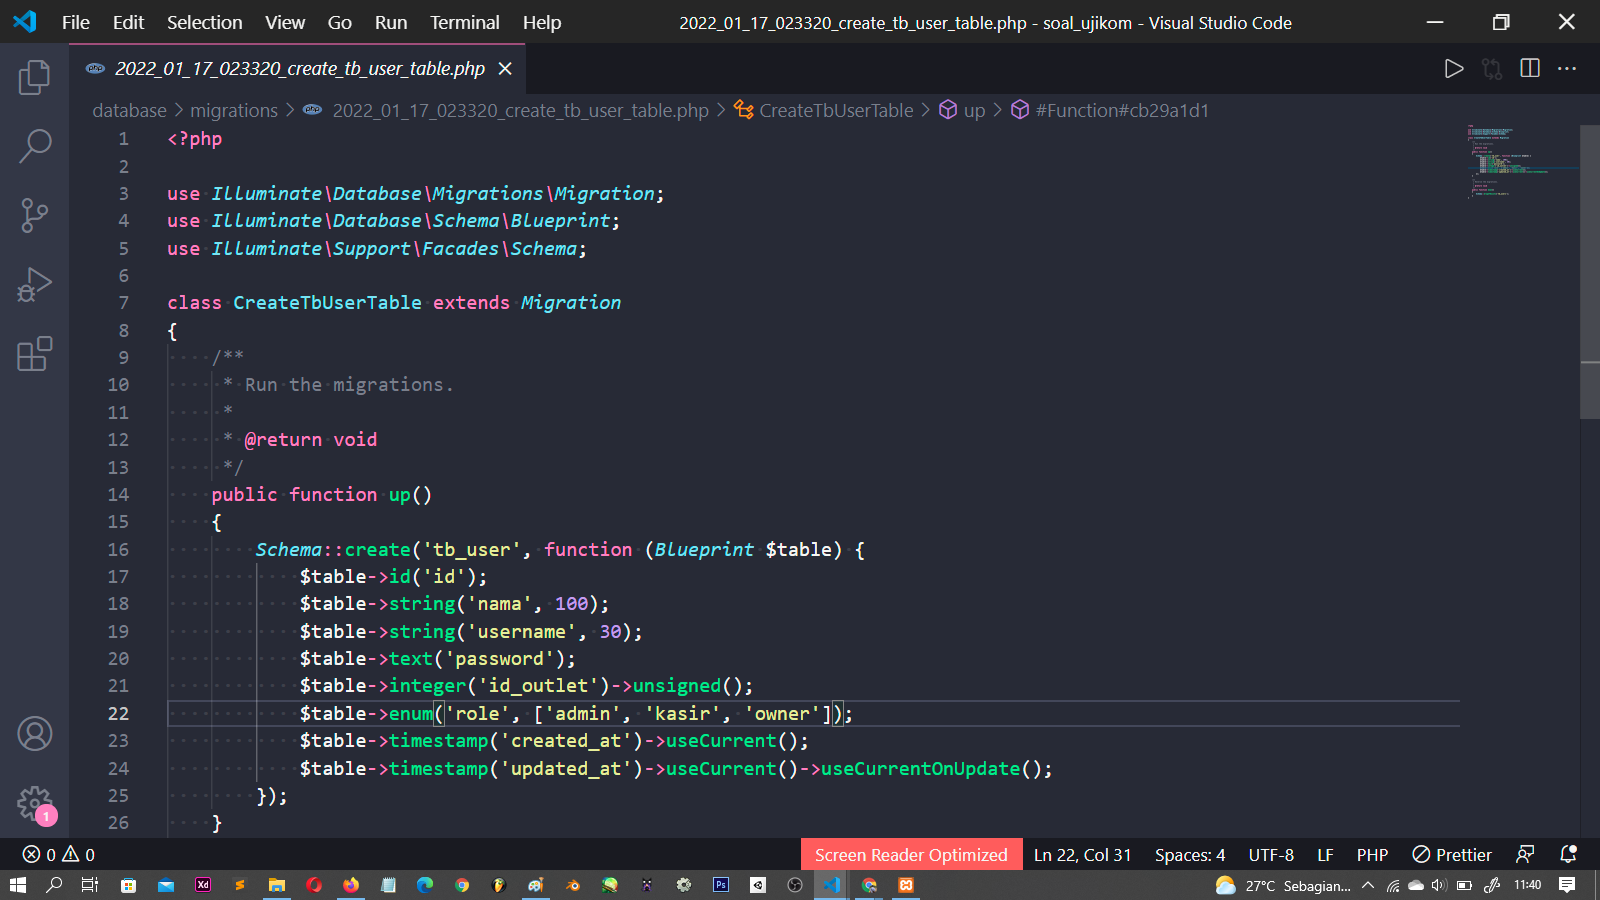 File Edit Selection View Go Run Terminal Help 2022_01_17_023320_create_tb_user_table.php - soal_ujikom - Visual Studio Code
php 2022_01_17_023320_create_tb_user_table.php
database > migrations > php 2022_01_17_023320_create_tb_user_table.php > CreateTbUserTable > up > #Function#cb29a1d1
1 <?php
2
3 use Illuminate\Database\Migrations\Migration;
4 use Illuminate\Database\Schema\Blueprint;
5 use Illuminate\Support\Facades\Schema;
6
7 class CreateTbUserTable extends Migration
8 {
9 /**
10 * Run the migrations.
11 *
12 * @return void
13 */
14 public function up()
15 {
16 Schema::create('tb_user', function (Blueprint $table) {
17 $table->id('id');
18 $table->string('nama', 100);
19 $table->string('username', 30);
20 $table->text('password');
21 $table->integer('id_outlet')->unsigned();
22 $table->enum('role', ['admin', 'kasir', 'owner']);
23 $table->timestamp('created_at')->useCurrent();
24 $table->timestamp('updated_at')->useCurrent()->useCurrentOnUpdate();
25 });
26 }
1
0 0 Screen Reader Optimized Ln 22, Col 31 Spaces: 4 UTF-8 LF PHP Prettier
Xd Ps 27°C Sebagian... 11:40